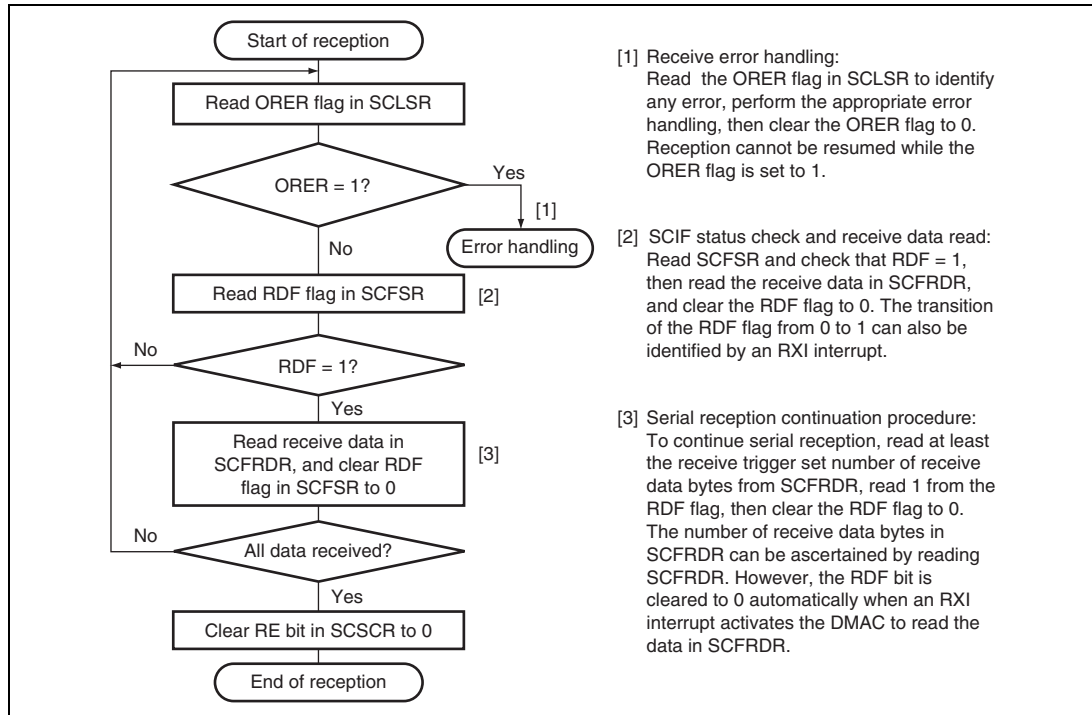 Start of reception
Read ORER flag in SCLSR
ORER = 1?
Yes
[1]
Error handling
No
Read RDF flag in SCFSR
[2]
No
RDF = 1?
Yes
Read receive data in
SCFRDR, and clear RDF
flag in SCFSR to 0
[3]
No
All data received?
Yes
Clear RE bit in SCSCR to 0
End of reception
[1] Receive error handling:
Read the ORER flag in SCLSR to identify
any error, perform the appropriate error
handling, then clear the ORER flag to 0.
Reception cannot be resumed while the
ORER flag is set to 1.
[2] SCIF status check and receive data read:
Read SCFSR and check that RDF = 1,
then read the receive data in SCFRDR,
and clear the RDF flag to 0. The transition
of the RDF flag from 0 to 1 can also be
identified by an RXI interrupt.
[3] Serial reception continuation procedure:
To continue serial reception, read at least
the receive trigger set number of receive
data bytes from SCFRDR, read 1 from the
RDF flag, then clear the RDF flag to 0.
The number of receive data bytes in
SCFRDR can be ascertained by reading
SCFRDR. However, the RDF bit is
cleared to 0 automatically when an RXI
interrupt activates the DMAC to read the
data in SCFRDR.